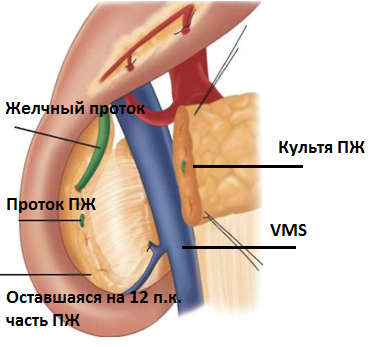 Желчный проток
Культя ПЖ
Проток ПЖ
VMS
Оставшаяся на 12 п.к.
часть ПЖ